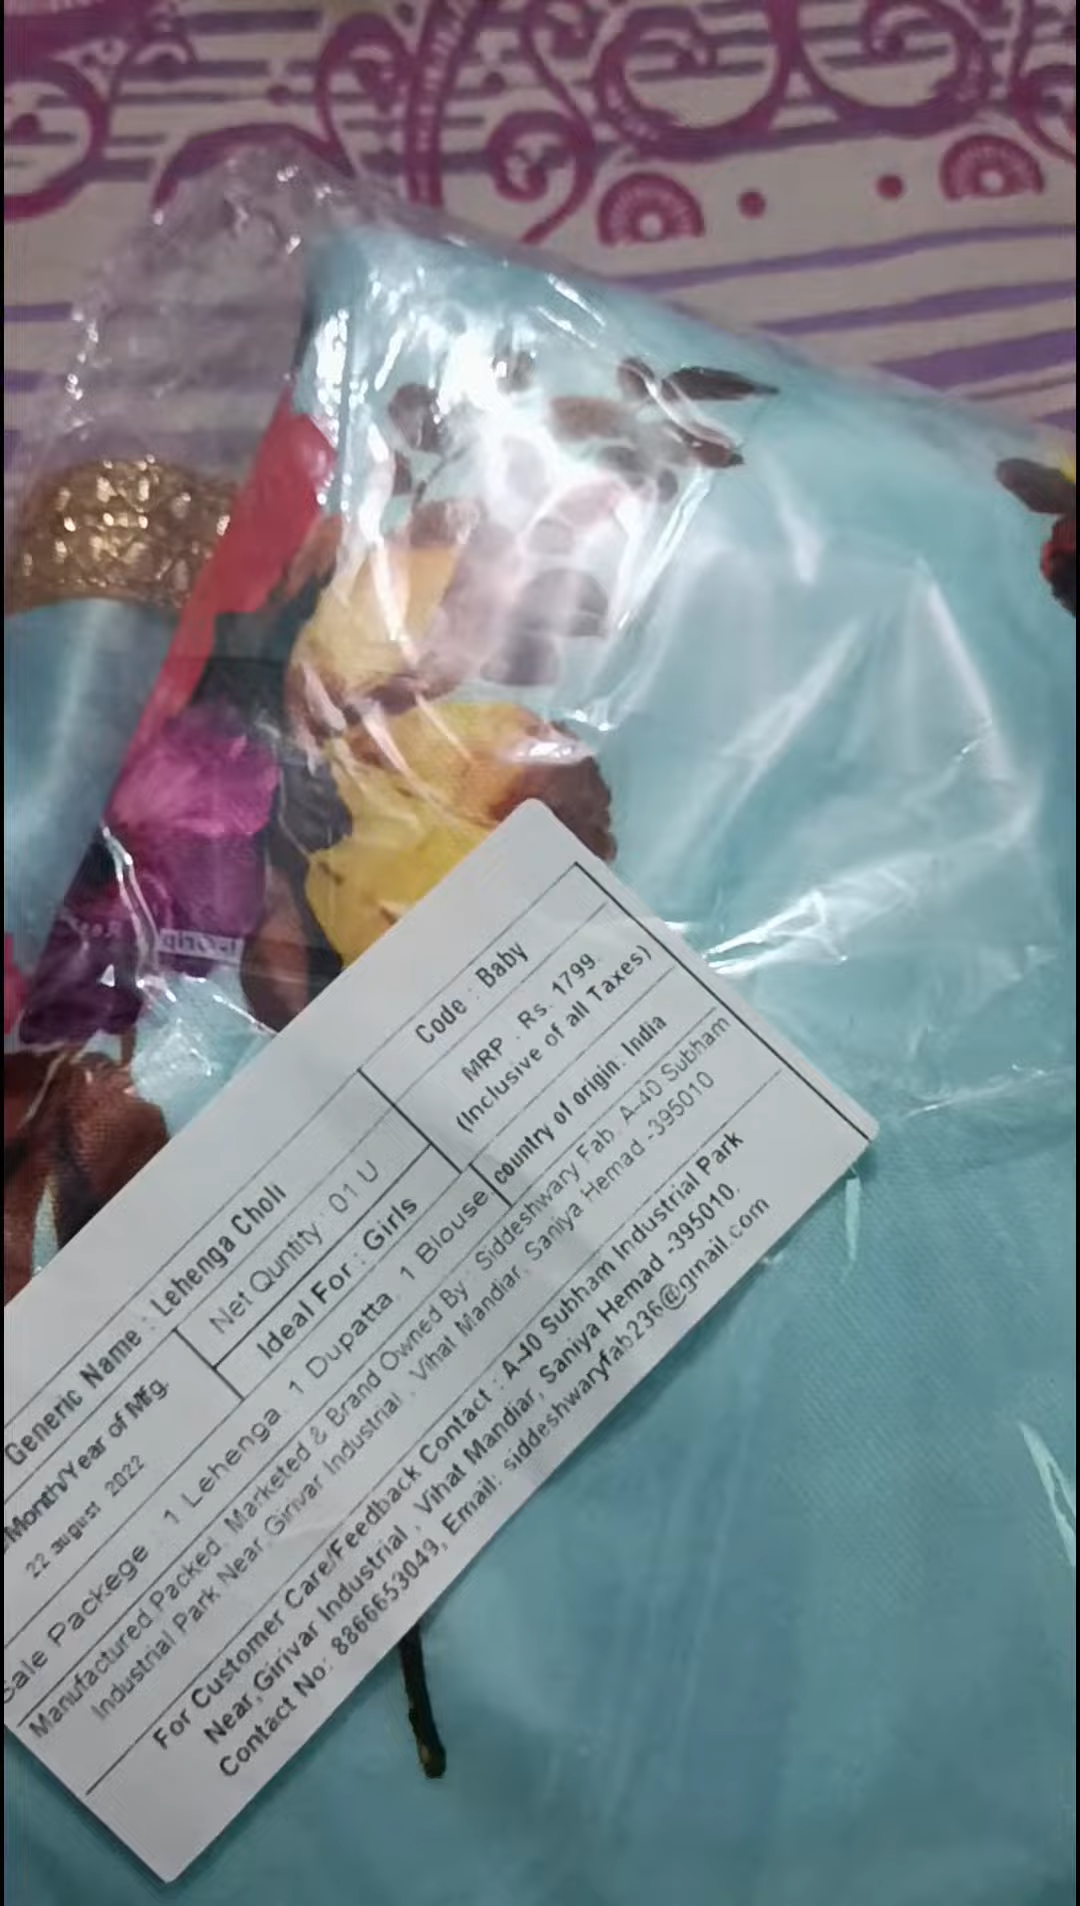 Generic Name : Lehenga Choli
Code : Baby
Month/Year of Mfg.
22 august 2022
Net Quntity : 01 U
MRP : Rs. 1799.
(Inclusive of all Taxes)
Ideal For : Girls
country of origin: India
Sale Packege : 1 Lehenga, 1 Dupatta, 1 Blouse
Manufactured,Packed, Marketed & Brand Owned By : Siddeshwary Fab, A-40 Subham
Industrial Park Near,Girivar Industrial , Vihat Mandiar, Saniya Hemad -395010
For Customer Care/Feedback Contact : A-40 Subham Industrial Park
Near,Girivar Industrial , Vihat Mandiar, Saniya Hemad -395010.
Contact No: 8866653049, Email: siddeshwaryfab236@gmail.com